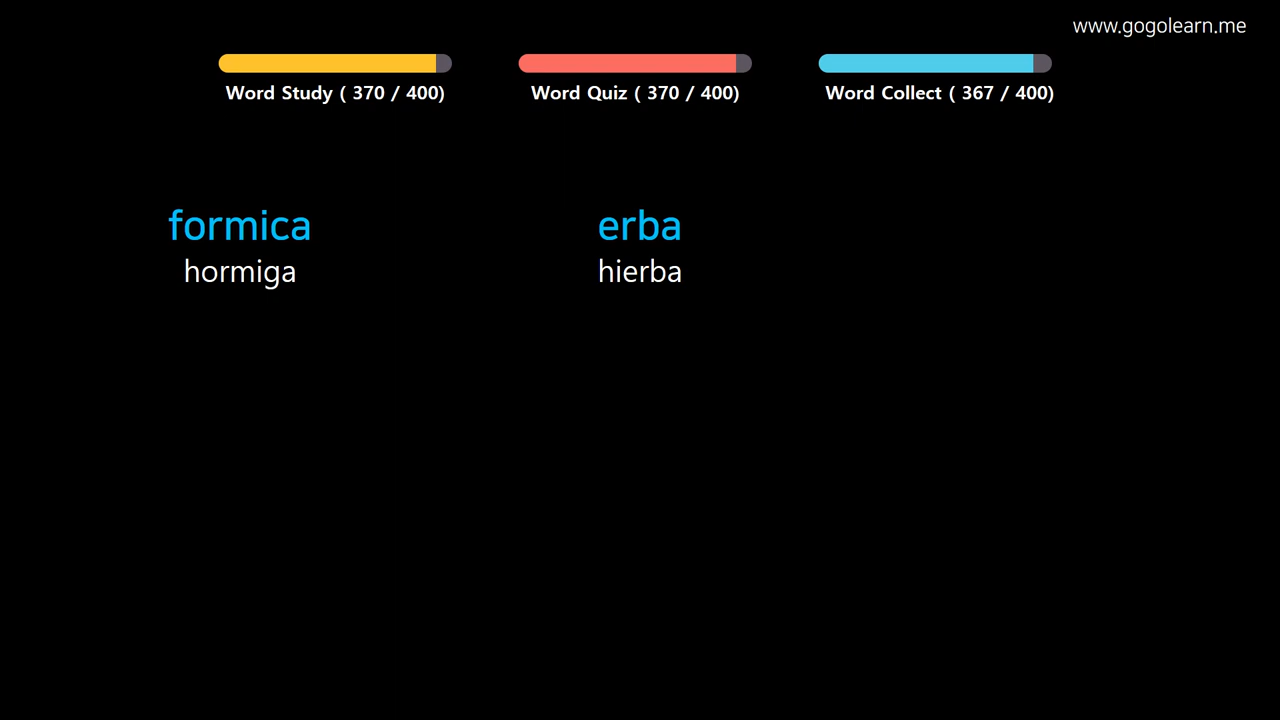 www.gogolearn.me
Word Study ( 370 / 400)
Word Quiz ( 370 / 400)
Word Collect ( 367 / 400)
formica
hormiga
erba
hierba